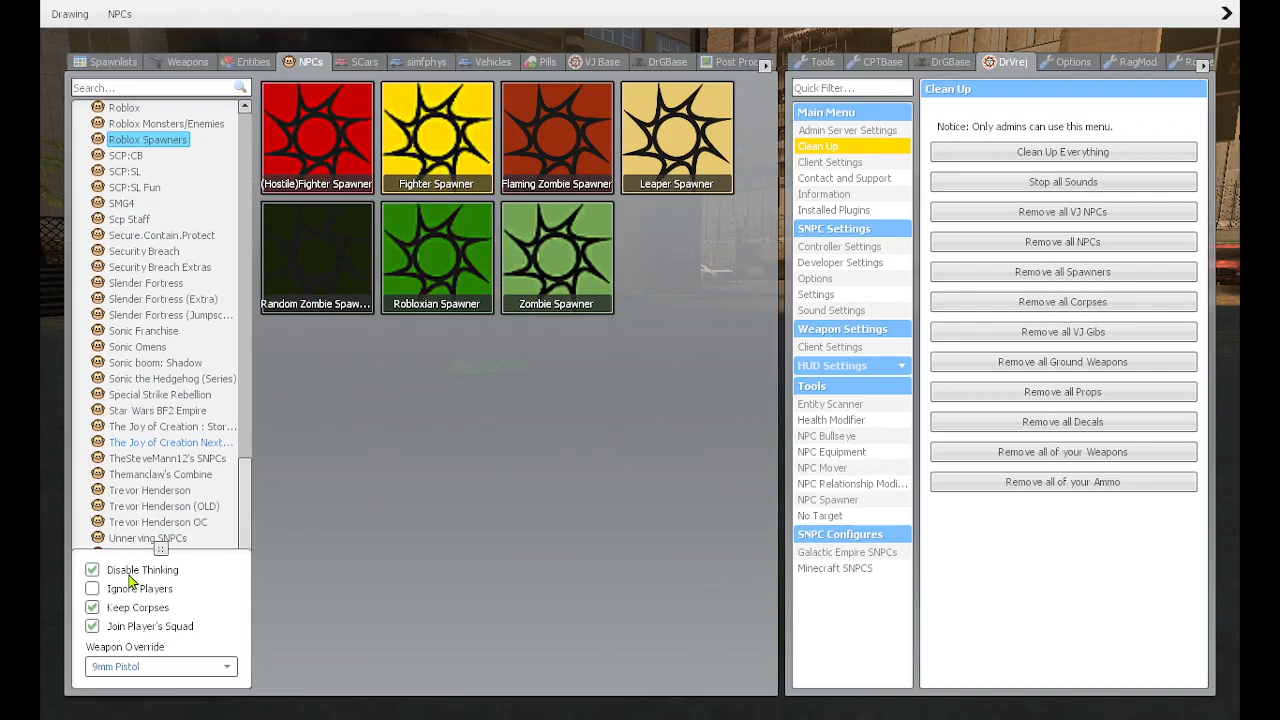 Drawing NPCs
Spawnlists Weapons Entities NPCs SCars simfphys Vehicles Pills VJ Base DrGBase Post Proc
Tools CPTBase DrGBase DrVrej Options RagMod
Search...
Roblox
Roblox Monsters/Enemies
Roblox Spawners
SCP:CB
SCP:SL
SCP:SL Fun
SMG4
Scp Staff
Secure.Contain.Protect
Security Breach
Security Breach Extras
Slender Fortress
Slender Fortress (Extra)
Slender Fortress (Jumpsc...
Sonic Franchise
Sonic Omens
Sonic boom: Shadow
Sonic the Hedgehog (Series)
Special Strike Rebellion
Star Wars BF2 Empire
The Joy of Creation : Stor...
The Joy of Creation Next...
TheSteveMann12's SNPCs
Themanclaw's Combine
Trevor Henderson
Trevor Henderson (OLD)
Trevor Henderson OC
Unnerving SNPCs
Disable Thinking
Ignore Players
Keep Corpses
Join Player's Squad
Weapon Override
9mm Pistol
(Hostile)Fighter Spawner Fighter Spawner Flaming Zombie Spawner Leaper Spawner
Random Zombie Spaw... Robloxian Spawner Zombie Spawner
Quick Filter...
Main Menu
Admin Server Settings
Clean Up
Client Settings
Contact and Support
Information
Installed Plugins
SNPC Settings
Controller Settings
Developer Settings
Options
Settings
Sound Settings
Weapon Settings
Client Settings
HUD Settings
Tools
Entity Scanner
Health Modifier
NPC Bullseye
NPC Equipment
NPC Mover
NPC Relationship Modi...
NPC Spawner
No Target
SNPC Configures
Galactic Empire SNPCs
Minecraft SNPCS
Clean Up
Notice: Only admins can use this menu.
Clean Up Everything
Stop all Sounds
Remove all VJ NPCs
Remove all NPCs
Remove all Spawners
Remove all Corpses
Remove all VJ Gibs
Remove all Ground Weapons
Remove all Props
Remove all Decals
Remove all of your Weapons
Remove all of your Ammo